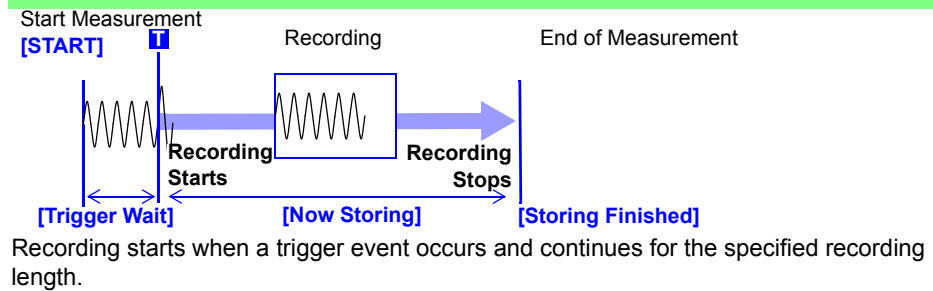 Start Measurement
[START]
T
Recording
End of Measurement
Recording
Starts
Recording
Stops
[Trigger Wait]
[Now Storing]
[Storing Finished]
Recording starts when a trigger event occurs and continues for the specified recording
length.